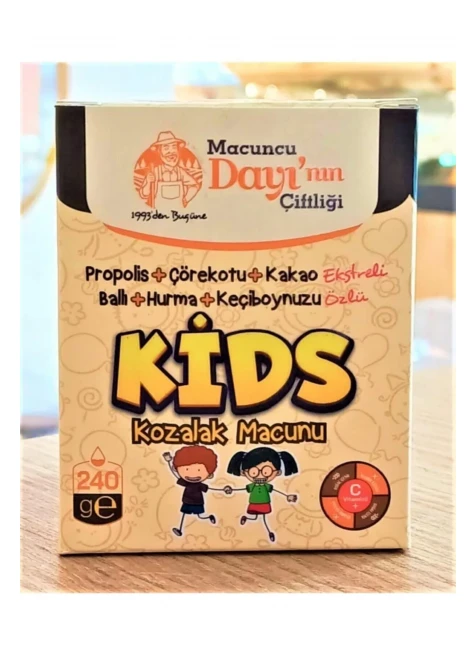 Macuncu
Dayı'nın
Çiftliği
1993'den Bugüne
Propolis+Çörekotu+Kakao Ekstreli
Ballı+Hurma+Keçiboynuzu Özlü
KİDS
Kozalak Macunu
240
ge
C